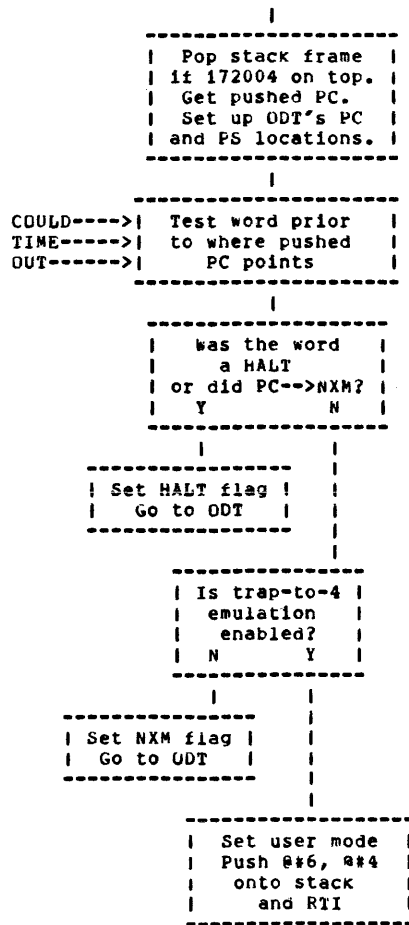 Pop stack frame
if 172004 on top.
Get pushed PC.
Set up ODT's PC
and PS locations.
COULD---->| Test word prior
TIME----->| to where pushed
OUT------>| PC points
Was the word
a HALT
or did PC-->NXM?
Y N
Set HALT flag
Go to ODT
Is trap-to-4
emulation
enabled?
N Y
Set NXM flag
Go to ODT
Set user mode
Push @#6, @#4
onto stack
and RTI